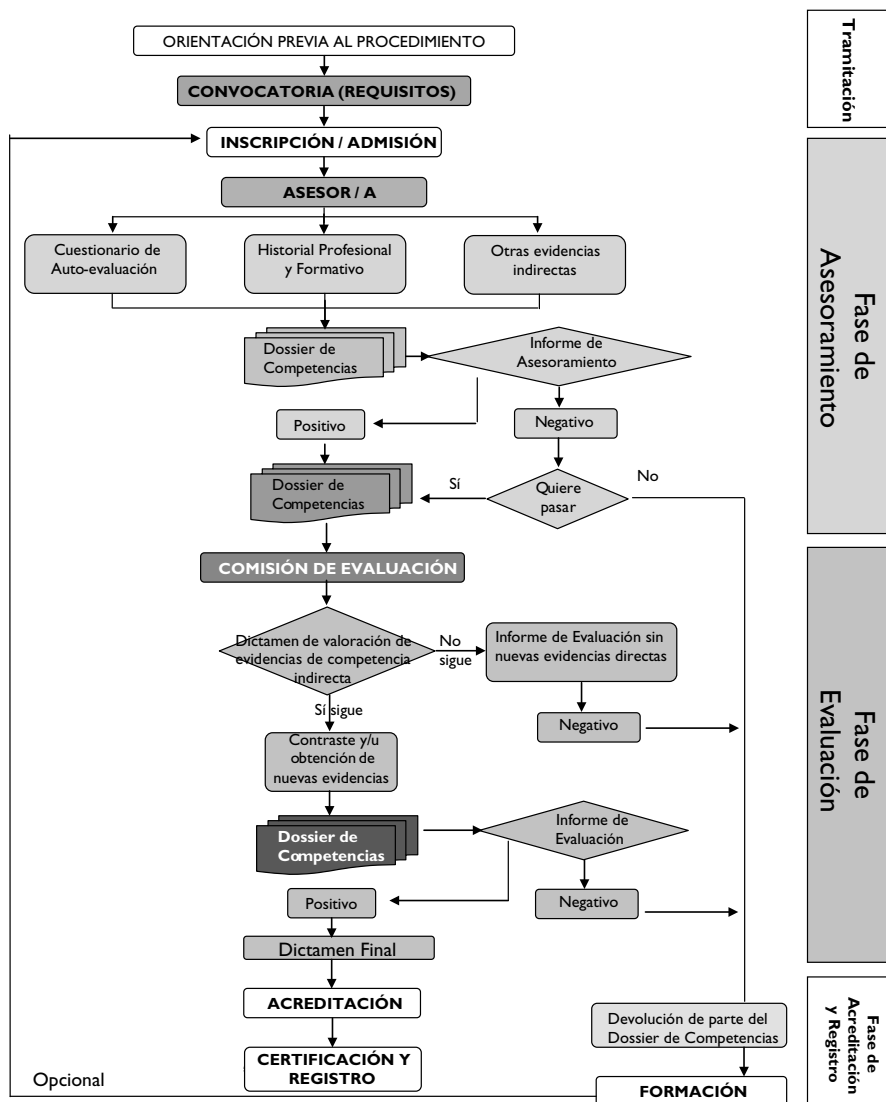 ORIENTACIÓN PREVIA AL PROCEDIMIENTO
CONVOCATORIA (REQUISITOS)
INSCRIPCIÓN / ADMISIÓN
Tramitación
ASESOR / A
Cuestionario de
Auto-evaluación
Historial Profesional
y Formativo
Otras evidencias
indirectas
Dossier de
Competencias
Informe de
Asesoramiento
Positivo
Negativo
Dossier de
Competencias
Sí
Quiere
pasar
No
Fase de
Asesoramiento
COMISIÓN DE EVALUACIÓN
Dictamen de valoración de
evidencias de competencia
indirecta
No
sigue
Informe de Evaluación sin
nuevas evidencias directas
Negativo
Sí sigue
Contraste y/u
obtención de
nuevas evidencias
Dossier de
Competencias
Informe de
Evaluación
Positivo
Negativo
Dictamen Final
Fase de
Evaluación
ACREDITACIÓN
CERTIFICACIÓN Y
REGISTRO
Devolución de parte del
Dossier de Competencias
FORMACIÓN
Opcional
Fase de
Acreditación
y Registro